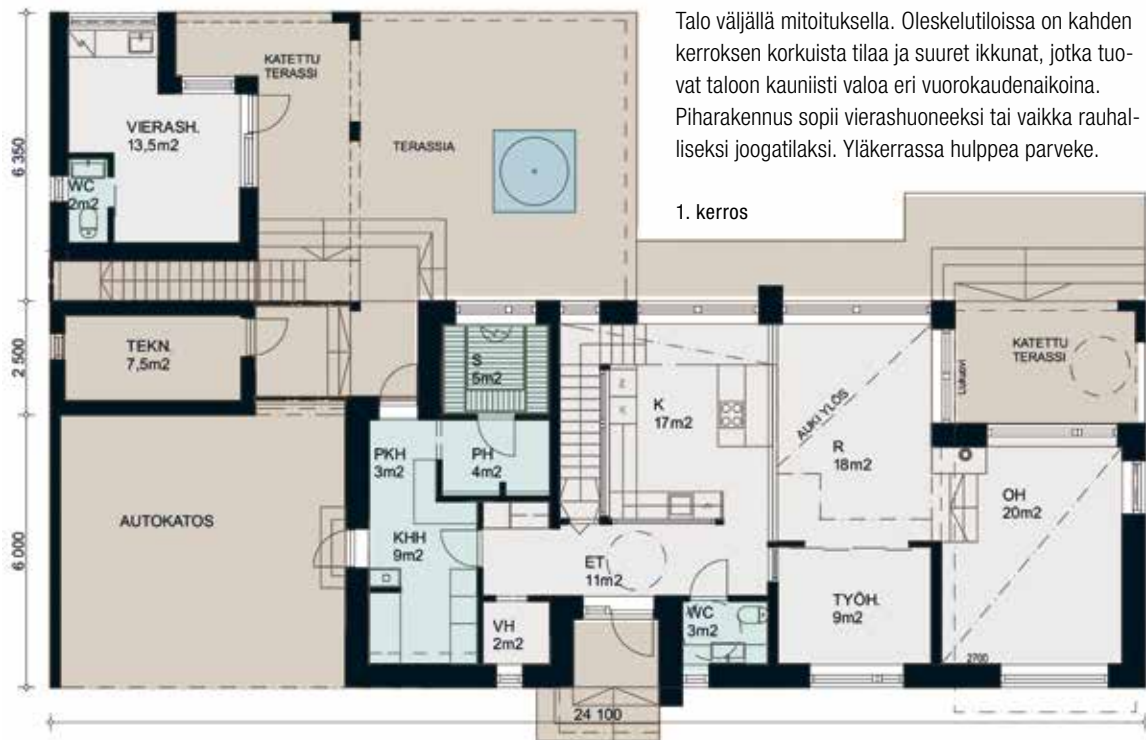 Talo väljällä mitoituksella. Oleskelutiloissa on kahden
kerroksen korkuista tilaa ja suuret ikkunat, jotka tuo-
vat taloon kauniisti valoa eri vuorokaudenaikoina.
Piharakennus sopii vierashuoneeksi tai vaikka rauhal-
liseksi joogatilaksi. Yläkerrassa hulppea parveke.
1. kerros
KATETTU
TERASSI
VIERASH.
13,5m2
TERASSIA
WC
2m2
6 350
TEKN.
7,5m2
2 500
S
5m2
K
17m2
Z
K
AUKI YLÖS
R
18m2
Liukuovi
KATETTU
TERASSI
PKH
3m2
PH
4m2
OH
20m2
AUTOKATOS
6 000
KHH
9m2
ET
11m2
TYÖH.
9m2
VH
2m2
WC
3m2
2700
24 100